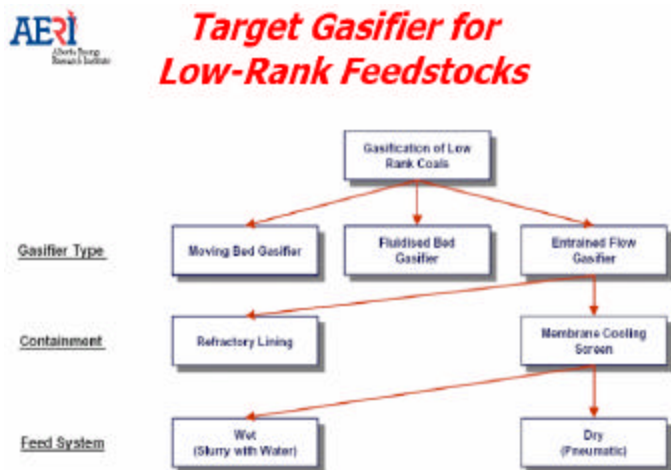 AERI
Alberta Energy
Research Institute
Target Gasifier for
Low-Rank Feedstocks
Gasification of Low
Rank Coals
Gasifier Type
Moving Bed Gasifier
Fluidised Bed
Gasifier
Entrained Flow
Gasifier
Containment
Refractory Lining
Membrane Cooling
Screen
Feed System
Wet
(Slurry with Water)
Dry
(Pneumatic)